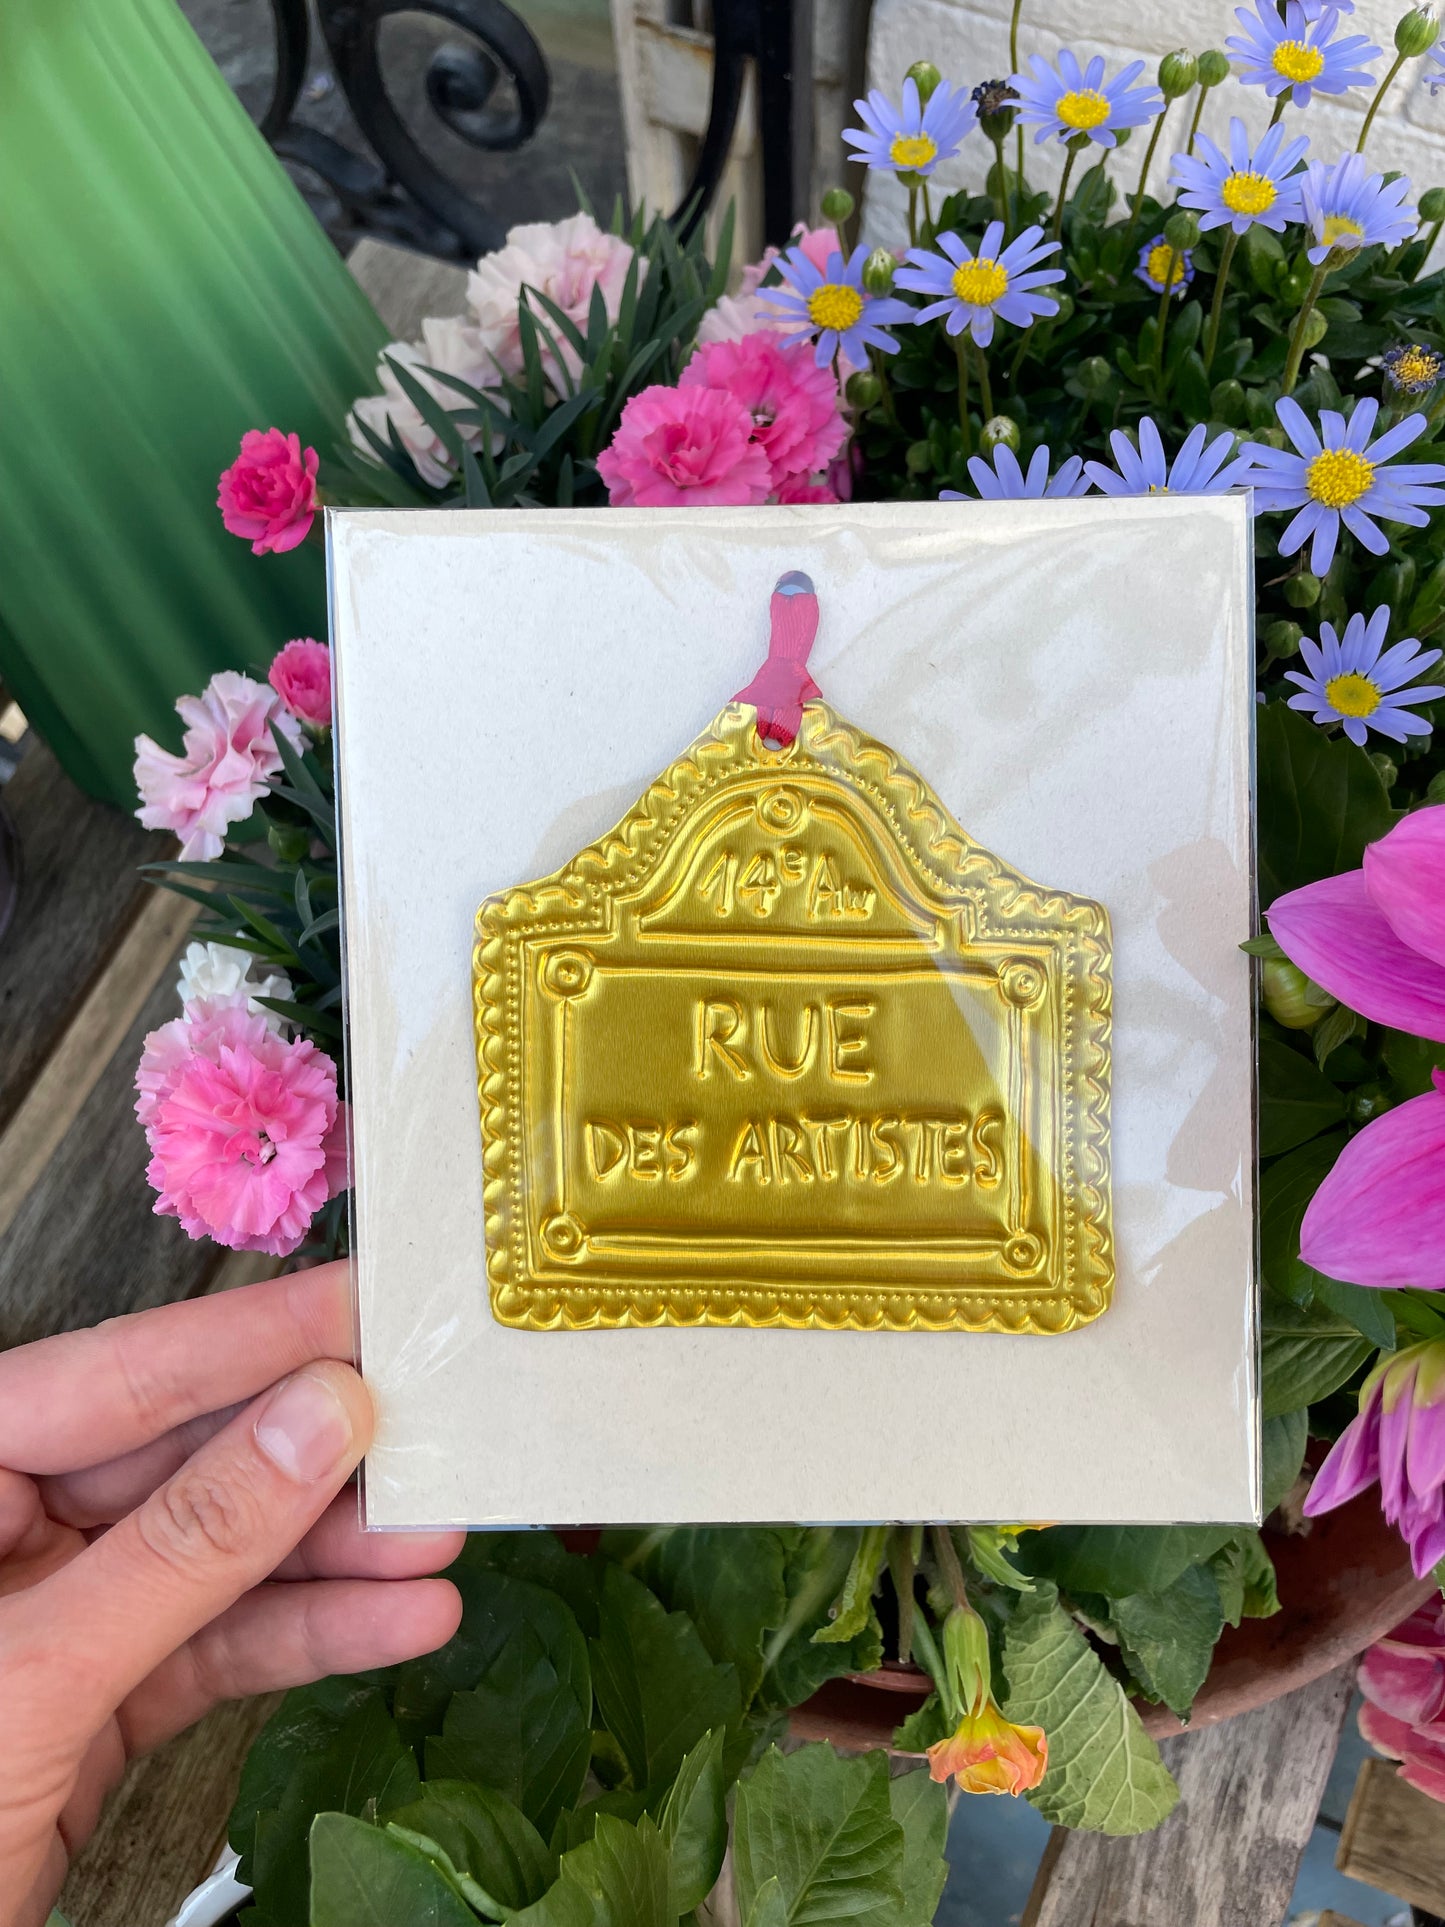 14e Arr
RUE
DES ARTISTES